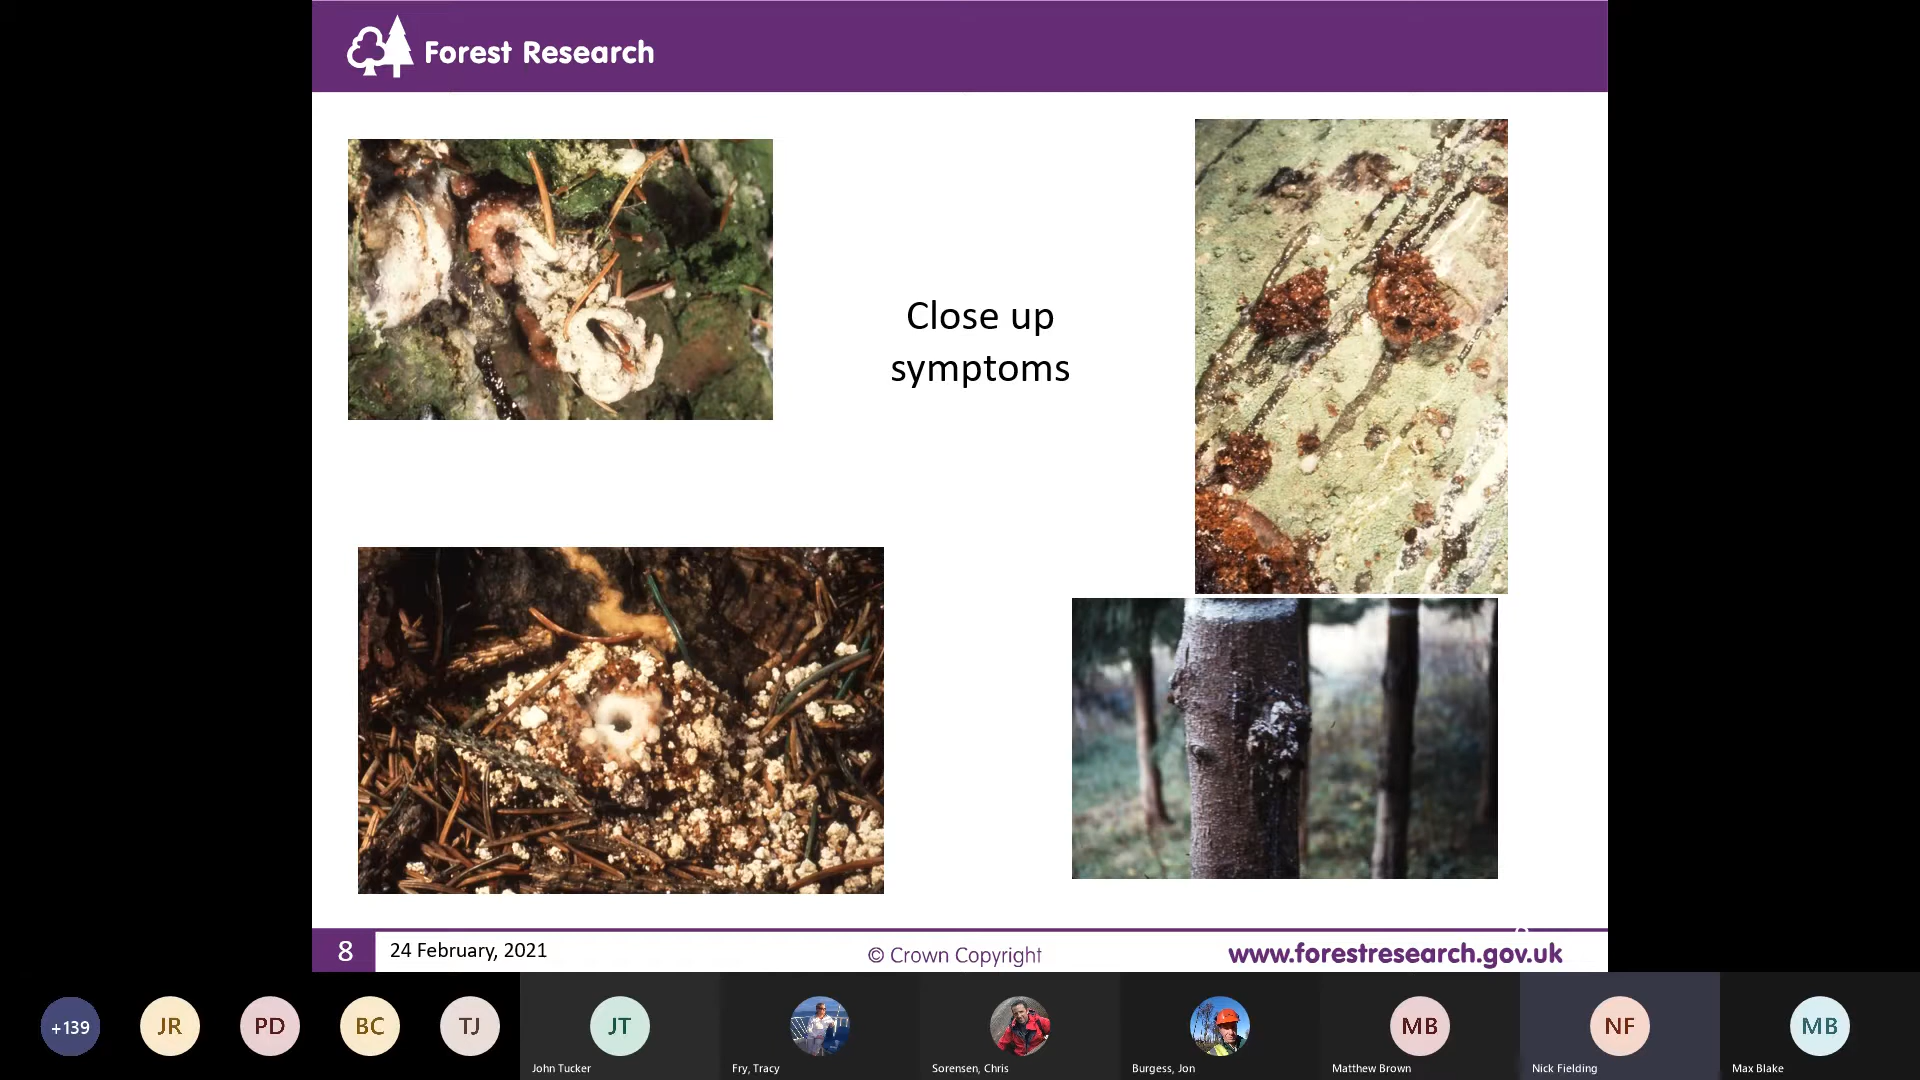 Forest Research
Close up
symptoms
8
24 February, 2021
© Crown Copyright
www.forestresearch.gov.uk
+139
JR
PD
BC
TJ
JT
MB
NF
MB
John Tucker
Fry, Tracy
Sorensen, Chris
Burgess, Jon
Matthew Brown
Nick Fielding
Max Blake